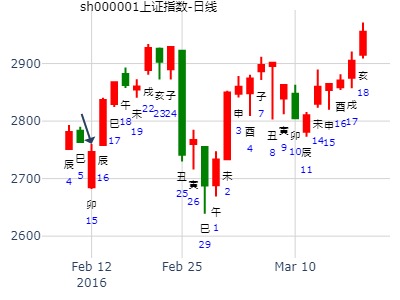 sh000001上证指数-日线
2900
2800
2700
2600
辰
4
巳
5
卯
15
辰
16
巳
17
午
18
未
19
戌
22
亥
23
子
24
丑
25
寅
26
巳
29
午
1
未
2
申
3
酉
4
子
7
丑
8
寅
9
卯
10
辰
11
未
14
申
15
酉
16
戌
17
亥
18
Feb 12
2016
Feb 25
Mar 10